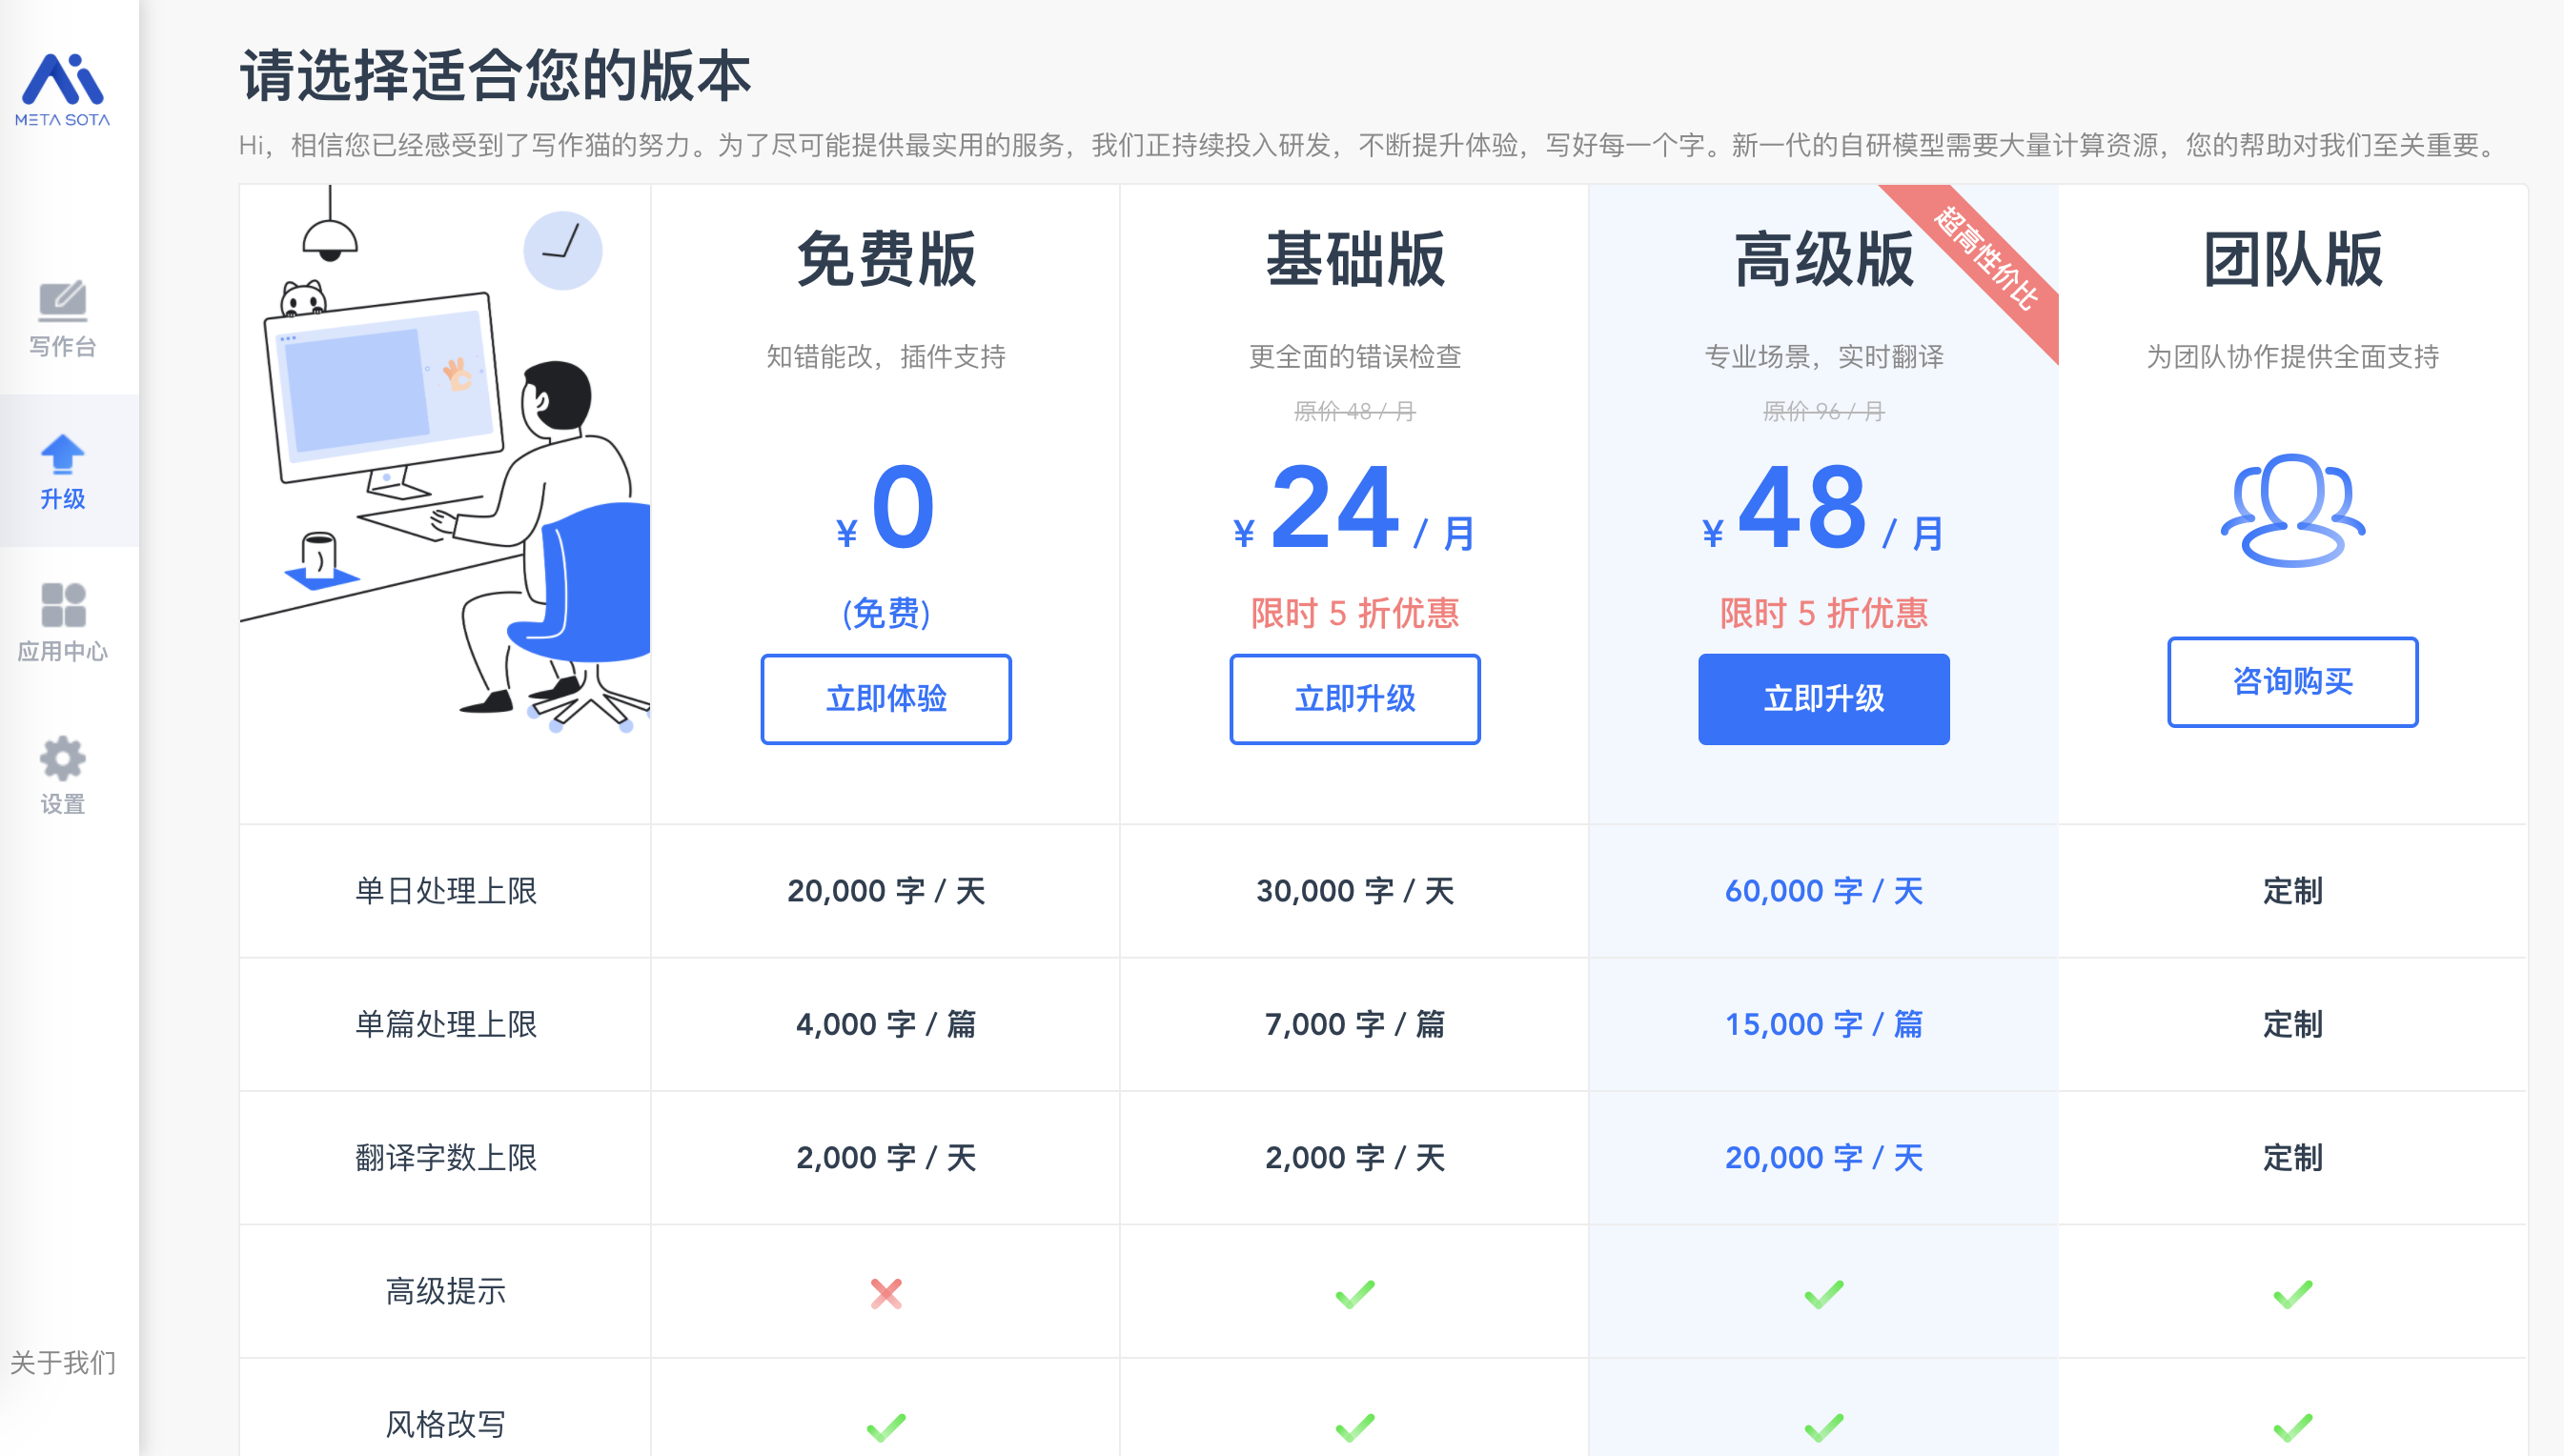 META SOTA
写作台
升级
应用中心
设置
关于我们
请选择适合您的版本
Hi，相信您已经感受到了写作猫的努力。为了尽可能提供最实用的服务，我们正持续投入研发，不断提升体验，写好每一个字。新一代的自研模型需要大量计算资源，您的帮助对我们至关重要。
免费版
知错能改，插件支持
¥ 0
(免费)
立即体验
基础版
更全面的错误检查
原价 48 / 月
¥ 24 / 月
限时 5 折优惠
立即升级
高级版
超高性价比
专业场景，实时翻译
原价 96 / 月
¥ 48 / 月
限时 5 折优惠
立即升级
团队版
为团队协作提供全面支持
咨询购买
单日处理上限 20,000 字 / 天 30,000 字 / 天 60,000 字 / 天 定制
单篇处理上限 4,000 字 / 篇 7,000 字 / 篇 15,000 字 / 篇 定制
翻译字数上限 2,000 字 / 天 2,000 字 / 天 20,000 字 / 天 定制
高级提示
风格改写